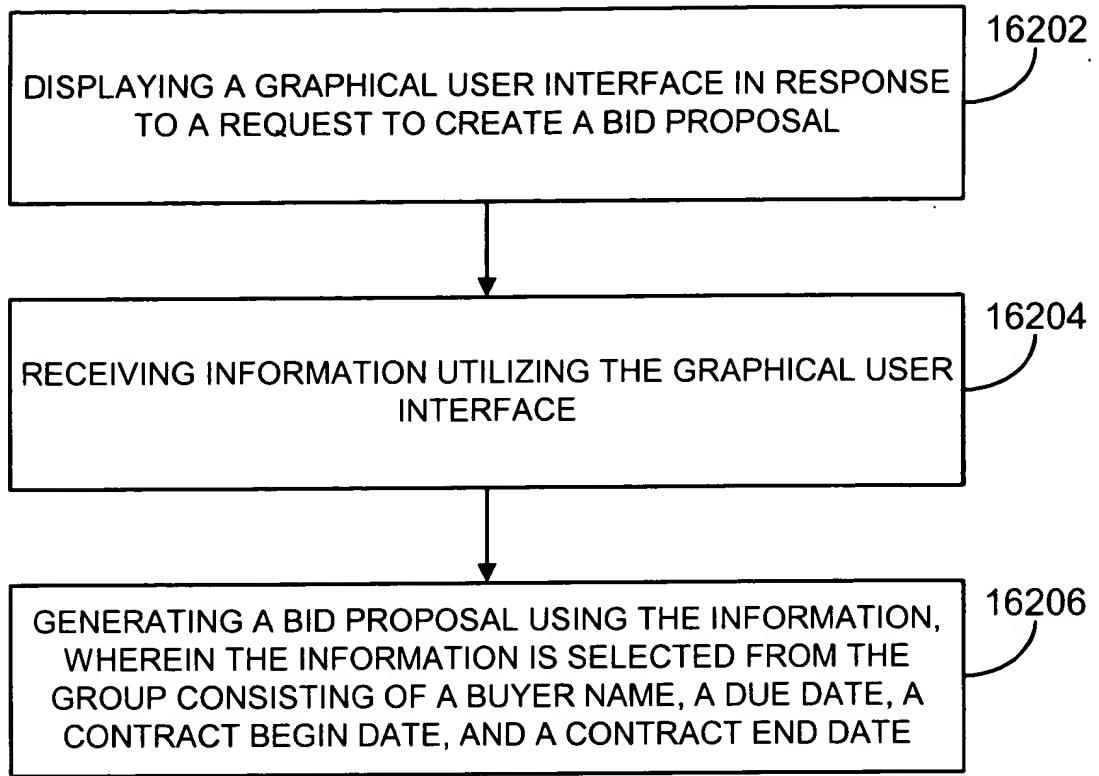 16202
DISPLAYING A GRAPHICAL USER INTERFACE IN RESPONSE
TO A REQUEST TO CREATE A BID PROPOSAL
16204
RECEIVING INFORMATION UTILIZING THE GRAPHICAL USER
INTERFACE
16206
GENERATING A BID PROPOSAL USING THE INFORMATION,
WHEREIN THE INFORMATION IS SELECTED FROM THE
GROUP CONSISTING OF A BUYER NAME, A DUE DATE, A
CONTRACT BEGIN DATE, AND A CONTRACT END DATE